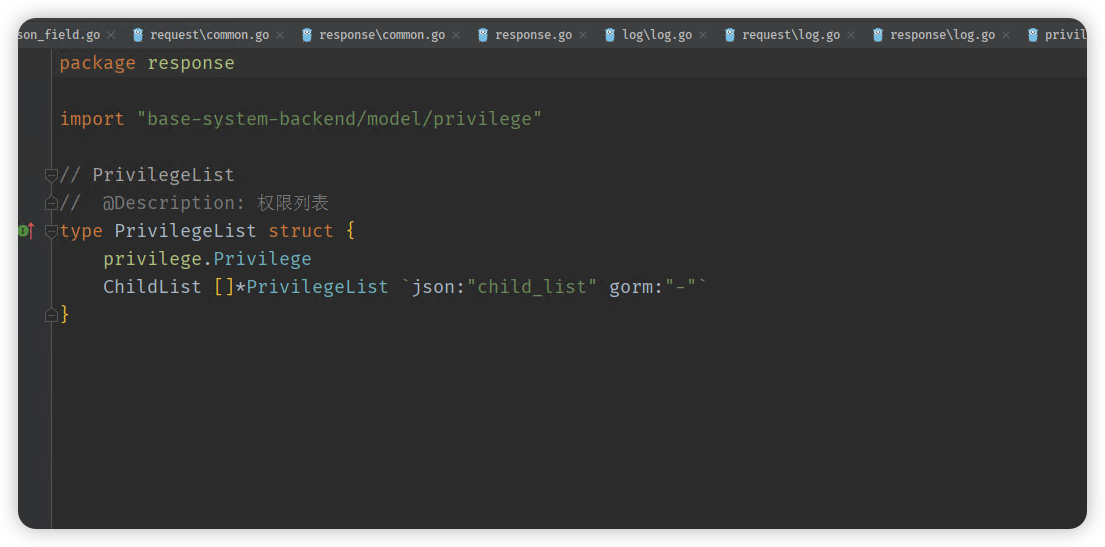 son_field.go request\common.go response\common.go response.go log\log.go request\log.go response\log.go privil
package response
import "base-system-backend/model/privilege"
// PrivilegeList
//  @Description: 权限列表
type PrivilegeList struct {
    privilege.Privilege
    ChildList []*PrivilegeList `json:"child_list" gorm:"-"`
}